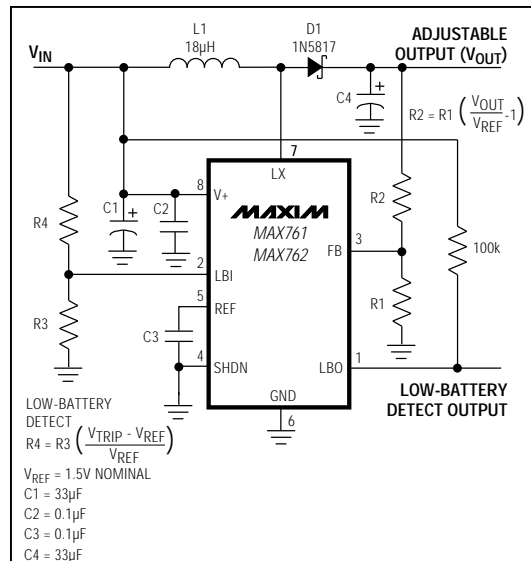 L1
18µH
D1
1N5817
VIN
ADJUSTABLE
OUTPUT (VOUT)
C4
+
R2 = R1 ( VOUT / VREF -1)
7
LX
8
V+
C1
+
C2
MAXIM
MAX761
MAX762
R4
R2
3
FB
100k
2
LBI
5
REF
R3
R1
C3
4
SHDN
LBO
1
GND
6
LOW-BATTERY
DETECT OUTPUT
LOW-BATTERY
DETECT
R4 = R3 ( VTRIP - VREF / VREF )
VREF = 1.5V NOMINAL
C1 = 33µF
C2 = 0.1µF
C3 = 0.1µF
C4 = 33µF